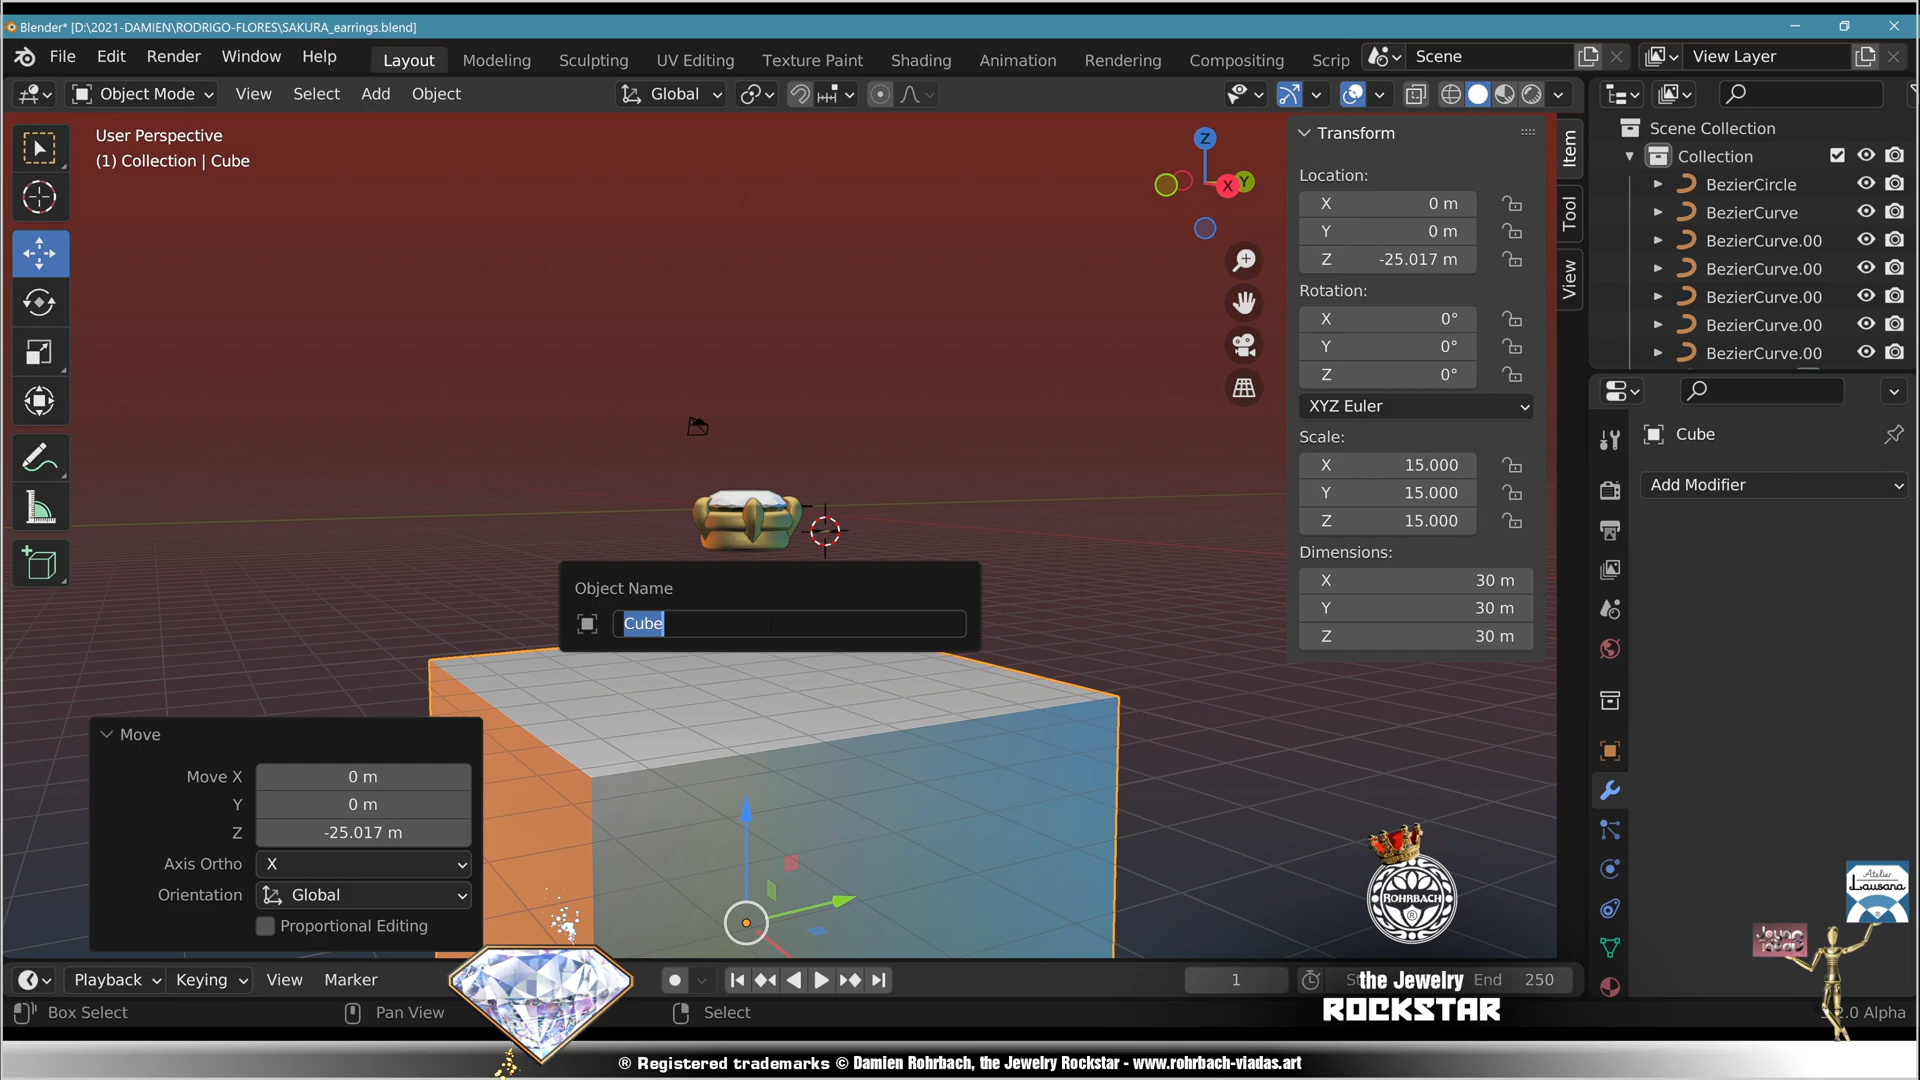 Blender* [D:\2021-DAMIEN\RODRIGO-FLORES\SAKURA_earrings.blend]
File Edit Render Window Help
Layout Modeling Sculpting UV Editing Texture Paint Shading Animation Rendering Compositing Scrip
Scene
View Layer
Object Mode View Select Add Object
Global
User Perspective
(1) Collection | Cube
Z
X
Y
Transform
Location:
X 0 m
Y 0 m
Z -25.017 m
Rotation:
X 0°
Y 0°
Z 0°
XYZ Euler
Scale:
X 15.000
Y 15.000
Z 15.000
Dimensions:
X 30 m
Y 30 m
Z 30 m
Item
Tool
View
Scene Collection
Collection
BezierCircle
BezierCurve
BezierCurve.00
BezierCurve.00
BezierCurve.00
BezierCurve.00
BezierCurve.00
Cube
Add Modifier
Object Name
Cube
Move
Move X 0 m
Y 0 m
Z -25.017 m
Axis Ortho X
Orientation Global
Proportional Editing
ROHRBACH
®
Atelier
Lausana
Playback Keying View Marker
1
End 250
the Jewelry
ROCKSTAR
Box Select
Pan View
Select
2.0 Alpha
® Registered trademarks © Damien Rohrbach, the Jewelry Rockstar - www.rohrbach-viadas.art